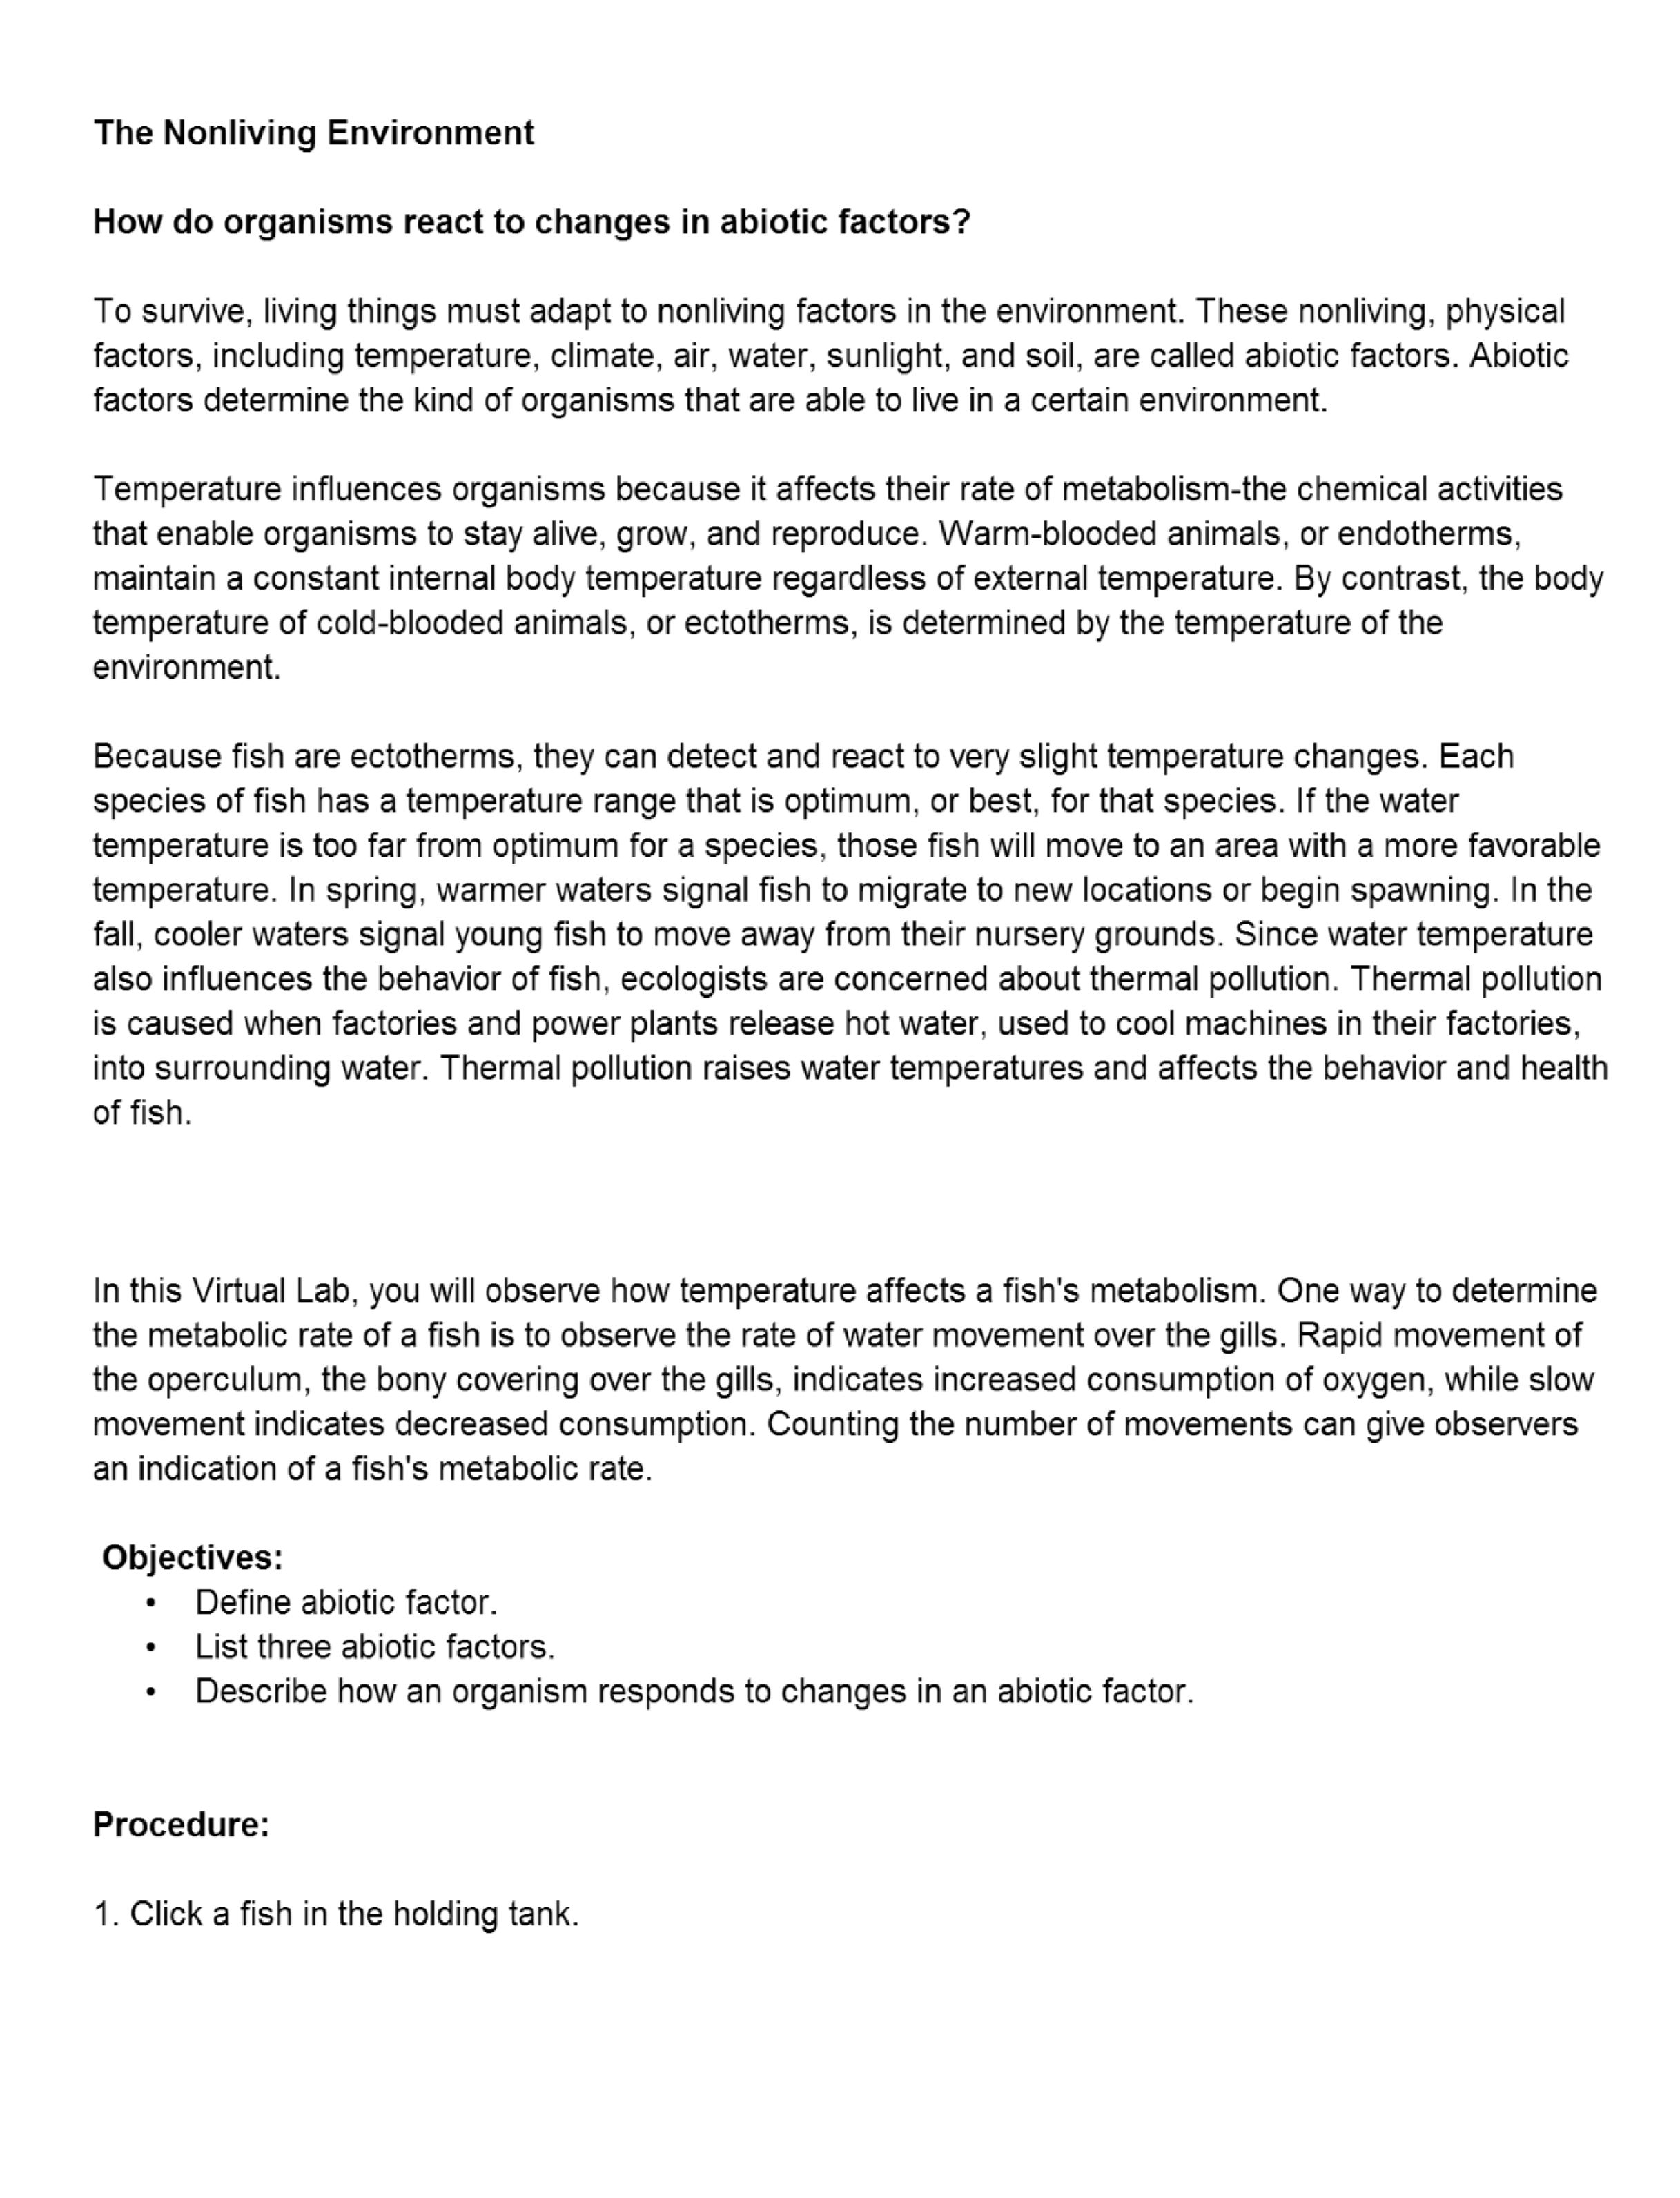 The Nonliving Environment
How do organisms react to changes in abiotic factors?
To survive, living things must adapt to nonliving factors in the environment. These nonliving, physical
factors, including temperature, climate, air, water, sunlight, and soil, are called abiotic factors. Abiotic
factors determine the kind of organisms that are able to live in a certain environment.
Temperature influences organisms because it affects their rate of metabolism-the chemical activities
that enable organisms to stay alive, grow, and reproduce. Warm-blooded animals, or endotherms,
maintain a constant internal body temperature regardless of external temperature. By contrast, the body
temperature of cold-blooded animals, or ectotherms, is determined by the temperature of the
environment.
Because fish are ectotherms, they can detect and react to very slight temperature changes. Each
species of fish has a temperature range that is optimum, or best, for that species. If the water
temperature is too far from optimum for a species, those fish will move to an area with a more favorable
temperature. In spring, warmer waters signal fish to migrate to new locations or begin spawning. In the
fall, cooler waters signal young fish to move away from their nursery grounds. Since water temperature
also influences the behavior of fish, ecologists are concerned about thermal pollution. Thermal pollution
is caused when factories and power plants release hot water, used to cool machines in their factories,
into surrounding water. Thermal pollution raises water temperatures and affects the behavior and health
of fish.
In this Virtual Lab, you will observe how temperature affects a fish's metabolism. One way to determine
the metabolic rate of a fish is to observe the rate of water movement over the gills. Rapid movement of
the operculum, the bony covering over the gills, indicates increased consumption of oxygen, while slow
movement indicates decreased consumption. Counting the number of movements can give observers
an indication of a fish's metabolic rate.
Objectives:
• Define abiotic factor.
• List three abiotic factors.
• Describe how an organism responds to changes in an abiotic factor.
Procedure:
1. Click a fish in the holding tank.